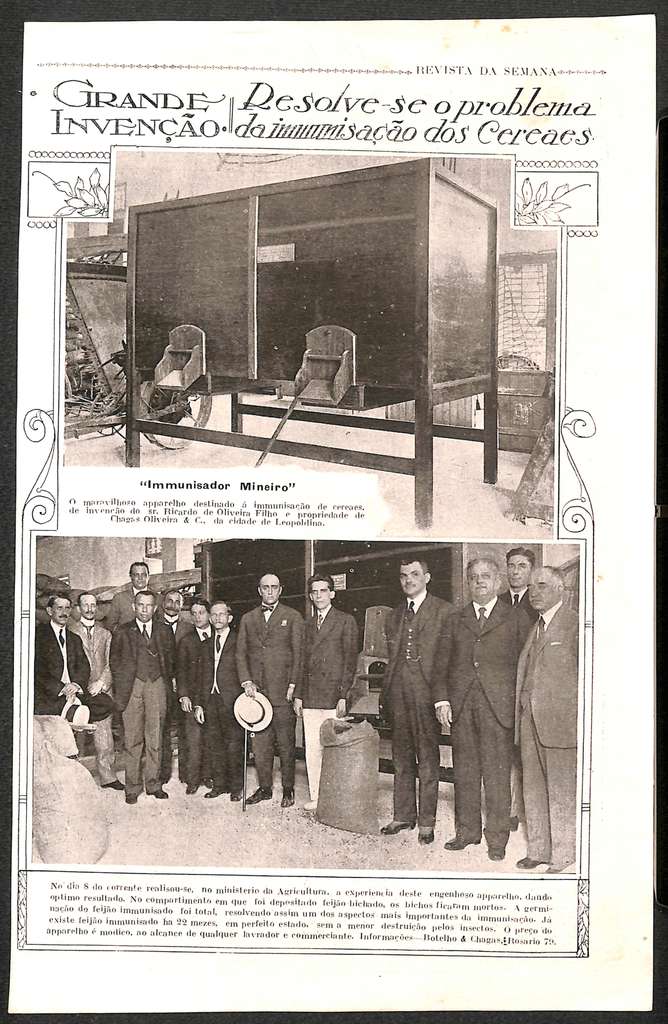 REVISTA DA SEMANA
GRANDE INVENÇÃO.
Resolve-se o problema da immunisação dos Cereaes
"Immunisador Mineiro"
O maravilhoso apparelho destinado á immunisação de cereaes,
de invenção do sr. Ricardo de Oliveira Filho e propriedade de
Chagas Oliveira & C., da cidade de Leopoldina.
No dia 8 do corrente realisou-se, no ministerio da Agricultura, a experiencia deste engenhoso apparelho, dando
optimo resultado. No compartimento em que foi depositado feijão bichado, os bichos ficaram mortos. A germi-
nação do feijão immunisado foi total, resolvendo assim um dos aspectos mais importantes da immunisação. Já
existe feijão immunisado ha 22 mezes, em perfeito estado, sem a menor destruição pelos insectos. O preço do
apparelho é modico, ao alcance de qualquer lavrador e commerciante. Informações—Botelho & Chagas, Rosario 79.